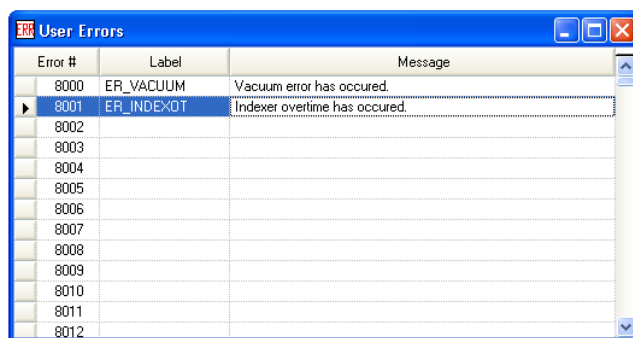 ERR User Errors
Error # Label Message
8000 ER_VACUUM Vacuum error has occured.
8001 ER_INDEXOT Indexer overtime has occured.
8002
8003
8004
8005
8006
8007
8008
8009
8010
8011
8012